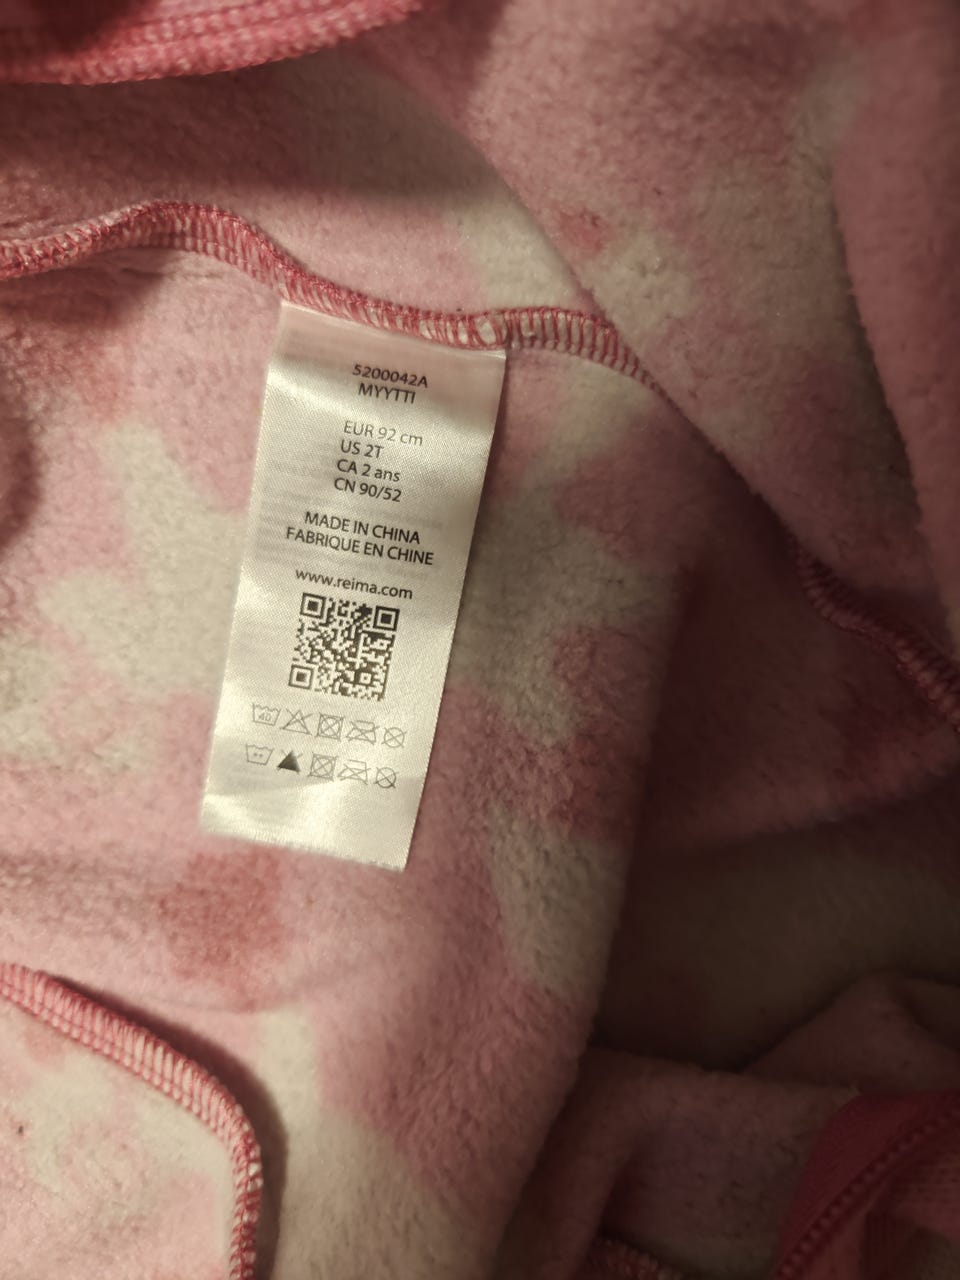 5200042A
MYYTTI
EUR 92 cm
US 2T
CA 2 ans
CN 90/52
MADE IN CHINA
FABRIQUE EN CHINE
www.reima.com
40